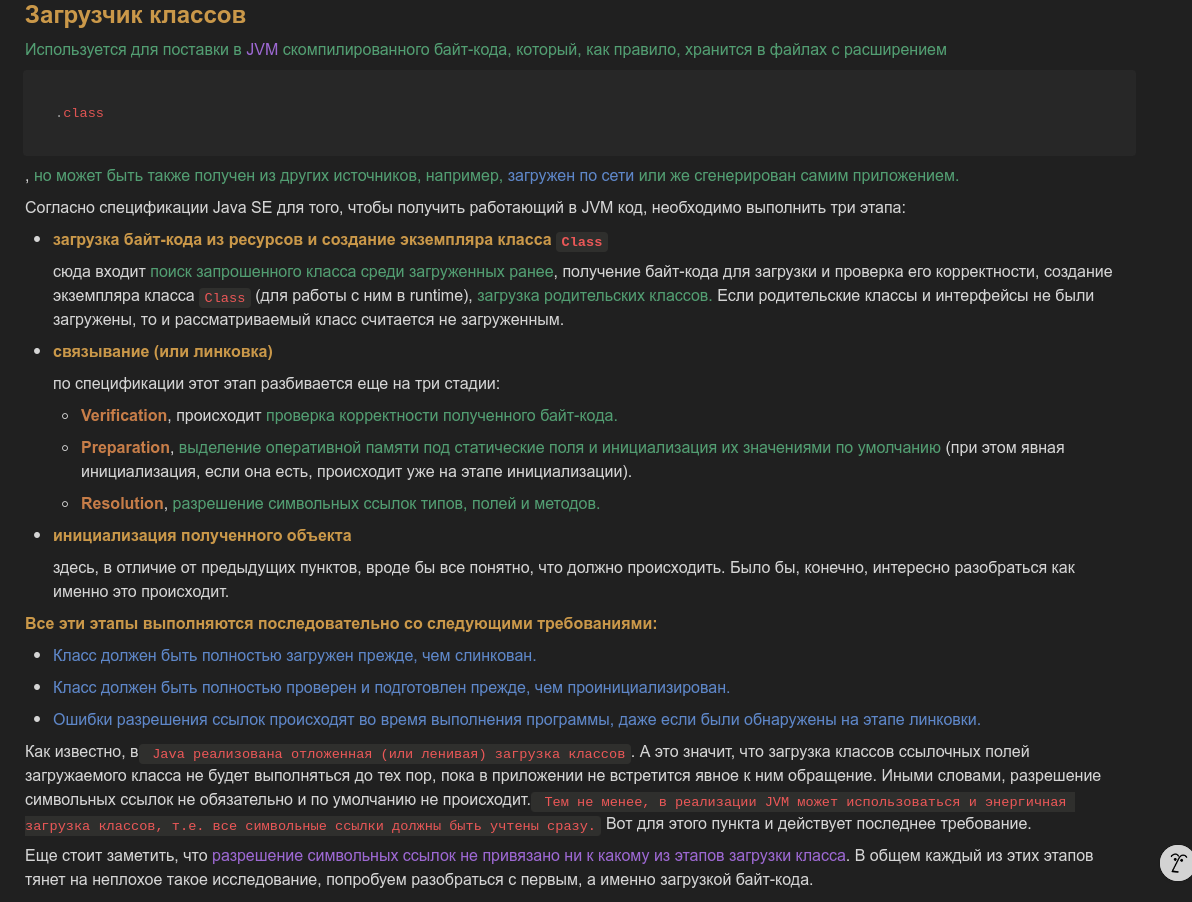 Загрузчик классов
Используется для поставки в JVM скомпилированного байт-кода, который, как правило, хранится в файлах с расширением
.class
, но может быть также получен из других источников, например, загружен по сети или же сгенерирован самим приложением.
Согласно спецификации Java SE для того, чтобы получить работающий в JVM код, необходимо выполнить три этапа:
• загрузка байт-кода из ресурсов и создание экземпляра класса Class
сюда входит поиск запрошенного класса среди загруженных ранее, получение байт-кода для загрузки и проверка его корректности, создание
экземпляра класса Class (для работы с ним в runtime), загрузка родительских классов. Если родительские классы и интерфейсы не были
загружены, то и рассматриваемый класс считается не загруженным.
• связывание (или линковка)
по спецификации этот этап разбивается еще на три стадии:
◦ Verification, происходит проверка корректности полученного байт-кода.
◦ Preparation, выделение оперативной памяти под статические поля и инициализация их значениями по умолчанию (при этом явная
инициализация, если она есть, происходит уже на этапе инициализации).
◦ Resolution, разрешение символьных ссылок типов, полей и методов.
• инициализация полученного объекта
здесь, в отличие от предыдущих пунктов, вроде бы все понятно, что должно происходить. Было бы, конечно, интересно разобраться как
именно это происходит.
Все эти этапы выполняются последовательно со следующими требованиями:
• Класс должен быть полностью загружен прежде, чем слинкован.
• Класс должен быть полностью проверен и подготовлен прежде, чем проинициализирован.
• Ошибки разрешения ссылок происходят во время выполнения программы, даже если были обнаружены на этапе линковки.
Как известно, в Java реализована отложенная (или ленивая) загрузка классов. А это значит, что загрузка классов ссылочных полей
загружаемого класса не будет выполняться до тех пор, пока в приложении не встретится явное к ним обращение. Иными словами, разрешение
символьных ссылок не обязательно и по умолчанию не происходит. Тем не менее, в реализации JVM может использоваться и энергичная
загрузка классов, т.е. все символьные ссылки должны быть учтены сразу. Вот для этого пункта и действует последнее требование.
Еще стоит заметить, что разрешение символьных ссылок не привязано ни к какому из этапов загрузки класса. В общем каждый из этих этапов
тянет на неплохое такое исследование, попробуем разобраться с первым, а именно загрузкой байт-кода.